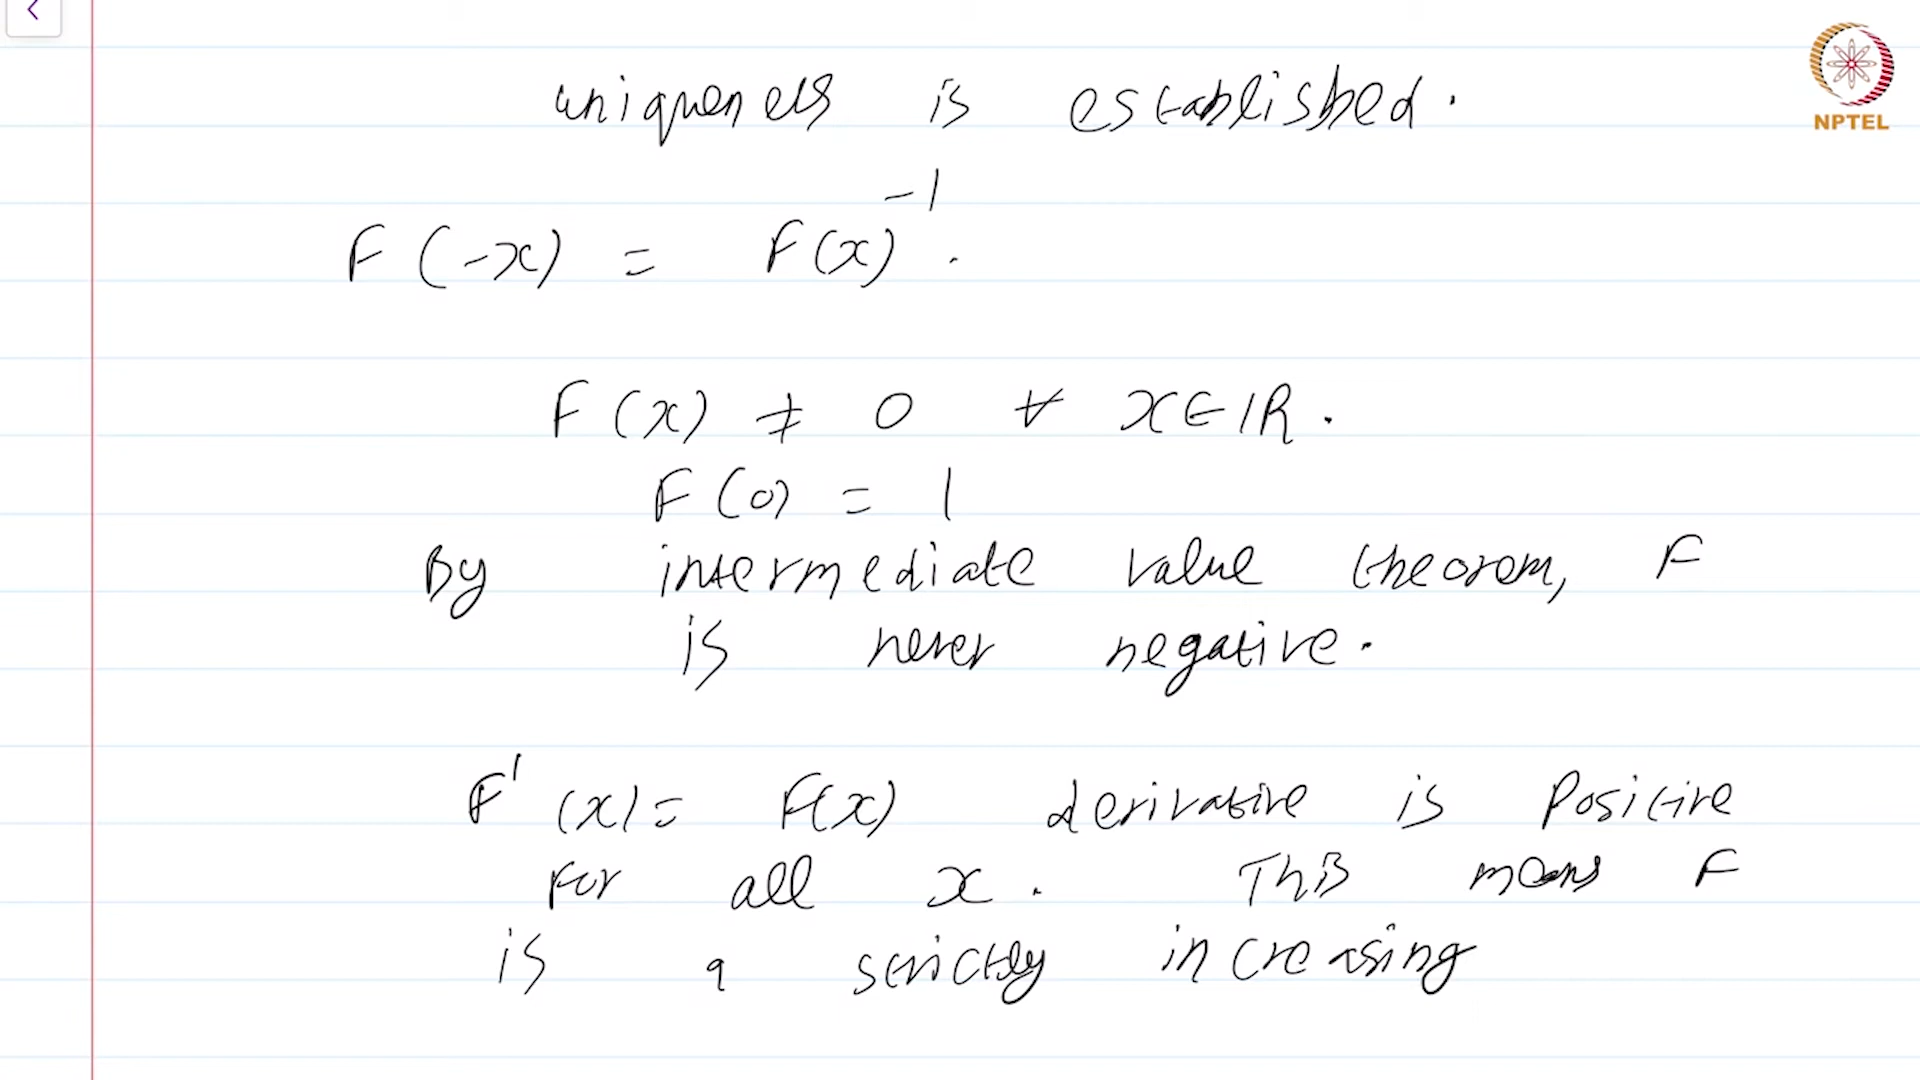 uniqueness is established.
NPTEL
F(-x) = F(x)⁻¹.
F(x) ≠ 0 ∀ x∈ℝ.
F(0) = 1
By intermediate value theorem, F
is never negative.
F'(x) = F(x) derivative is positive
for all x. This means F
is a strictly increasing